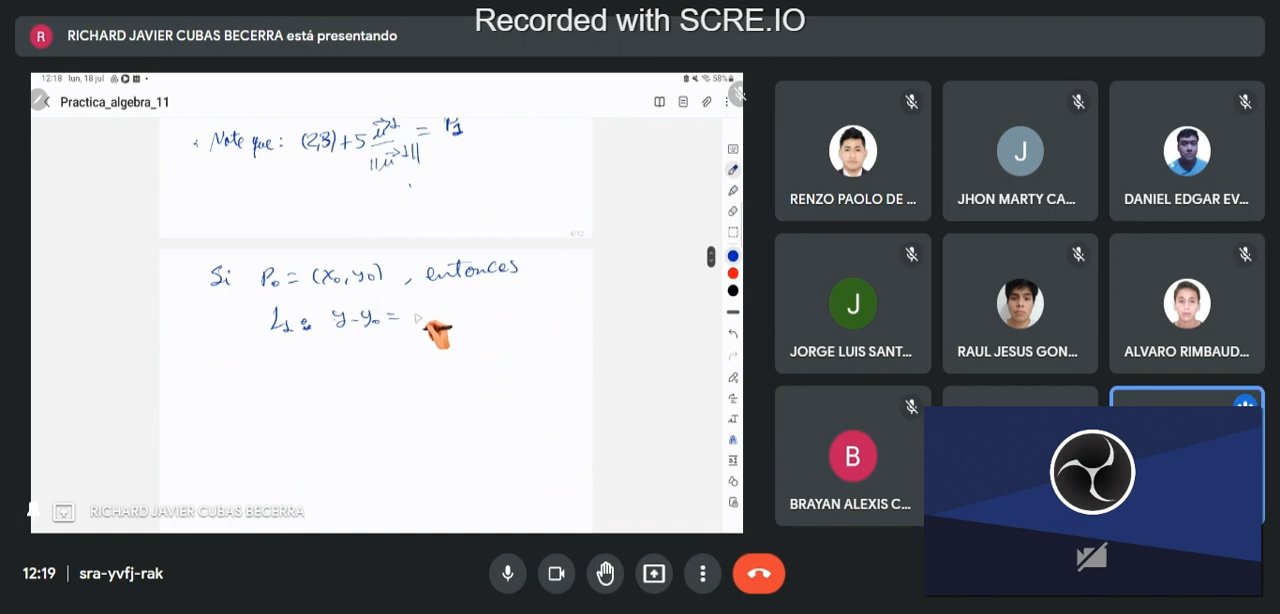 Recorded with SCRE.IO
R RICHARD JAVIER CUBAS BECERRA está presentando
12:18 lun, 18 jul
58%
Practica_algebra_11
Note que: (2,3) + 5 μ⃗⊥ / ||μ⃗⊥|| = P₁
4/12
Si P₀ = (x₀, y₀), entonces
L₁: y - y₀ =
RICHARD JAVIER CUBAS BECERRA
RENZO PAOLO DE ...
J
JHON MARTY CA...
DANIEL EDGAR EV...
J
JORGE LUIS SANT...
RAUL JESUS GON...
ALVARO RIMBAUD...
B
BRAYAN ALEXIS C...
12:19 | sra-yvfj-rak